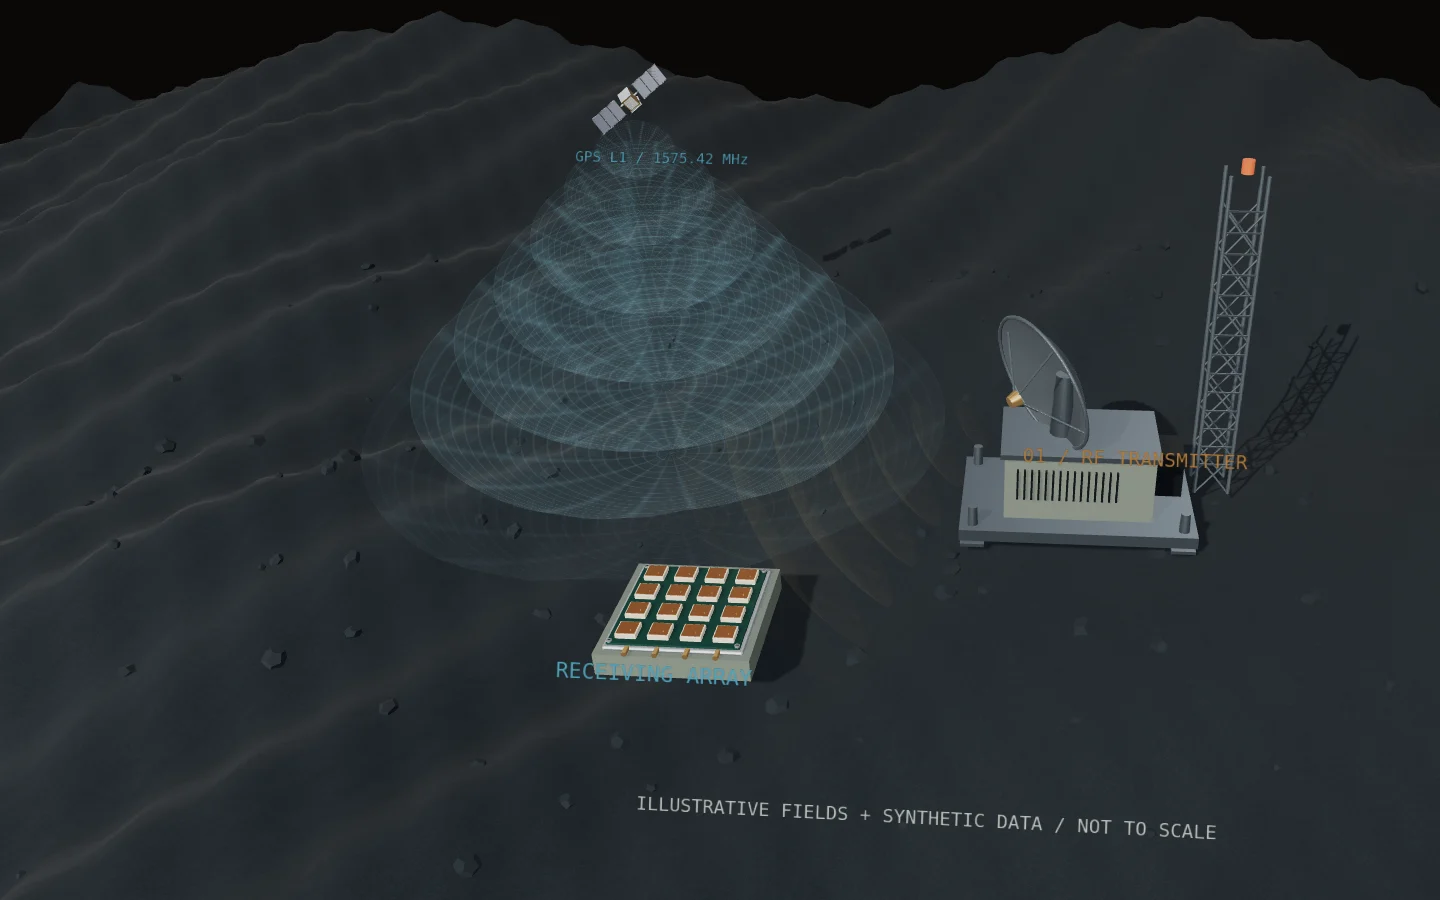 GPS L1 / 1575.42 MHz
01 / RF TRANSMITTER
RECEIVING ARRAY
ILLUSTRATIVE FIELDS + SYNTHETIC DATA / NOT TO SCALE